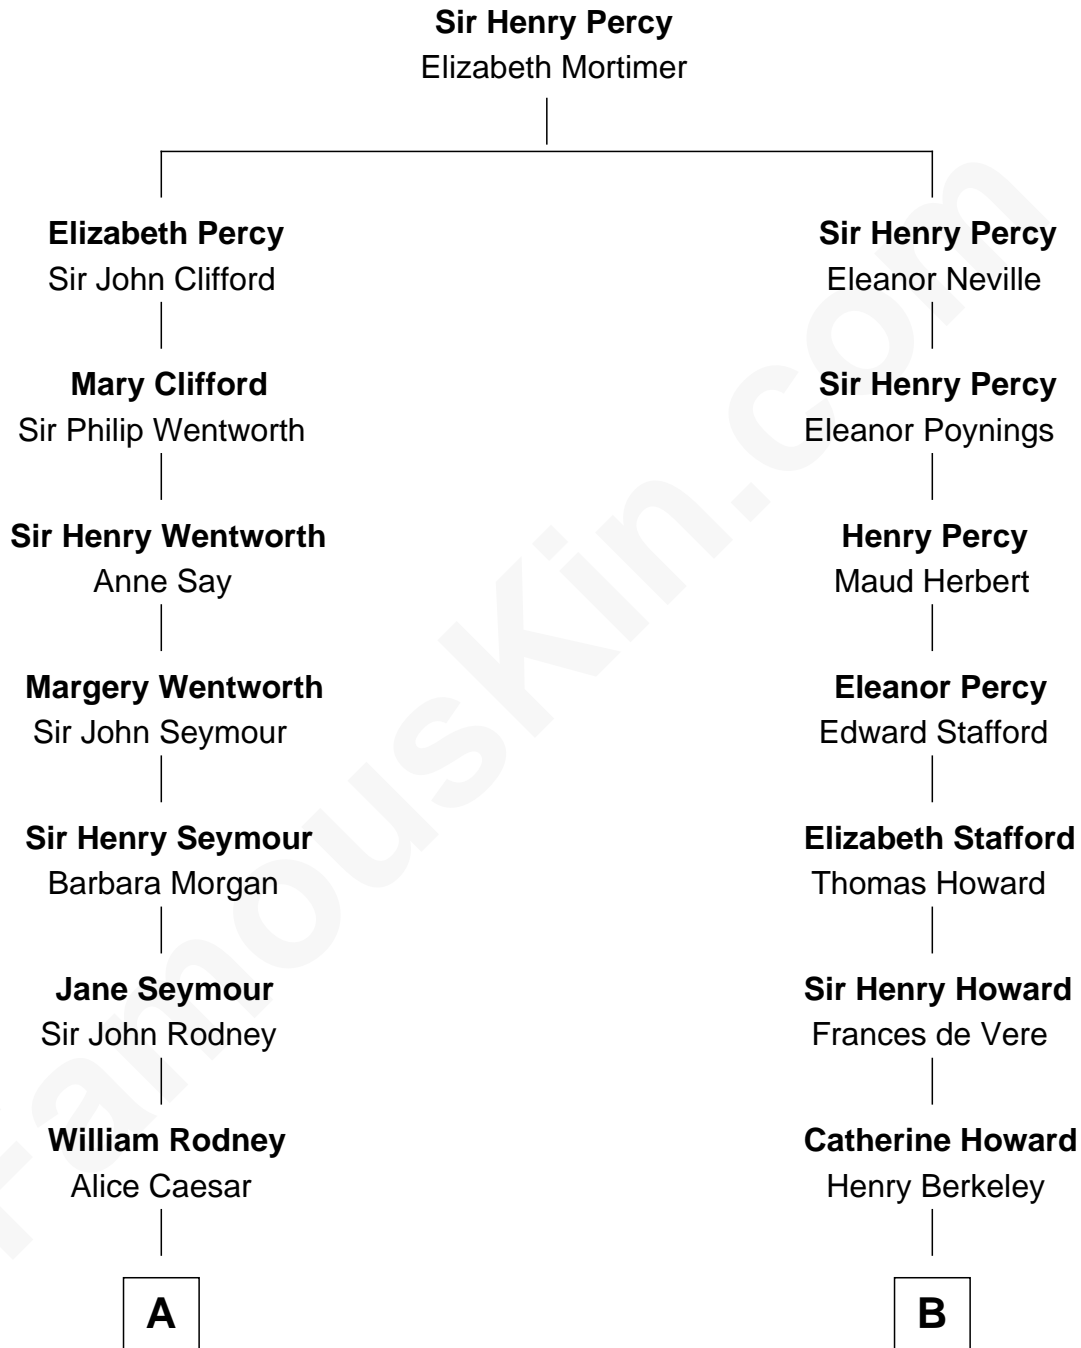 Sir Henry Percy
Elizabeth Mortimer
Elizabeth Percy
Sir John Clifford
Sir Henry Percy
Eleanor Neville
Mary Clifford
Sir Philip Wentworth
Sir Henry Percy
Eleanor Poynings
Sir Henry Wentworth
Anne Say
Henry Percy
Maud Herbert
Margery Wentworth
Sir John Seymour
Eleanor Percy
Edward Stafford
Sir Henry Seymour
Barbara Morgan
Elizabeth Stafford
Thomas Howard
Jane Seymour
Sir John Rodney
Sir Henry Howard
Frances de Vere
William Rodney
Alice Caesar
Catherine Howard
Henry Berkeley
A
B
FamousKin.com